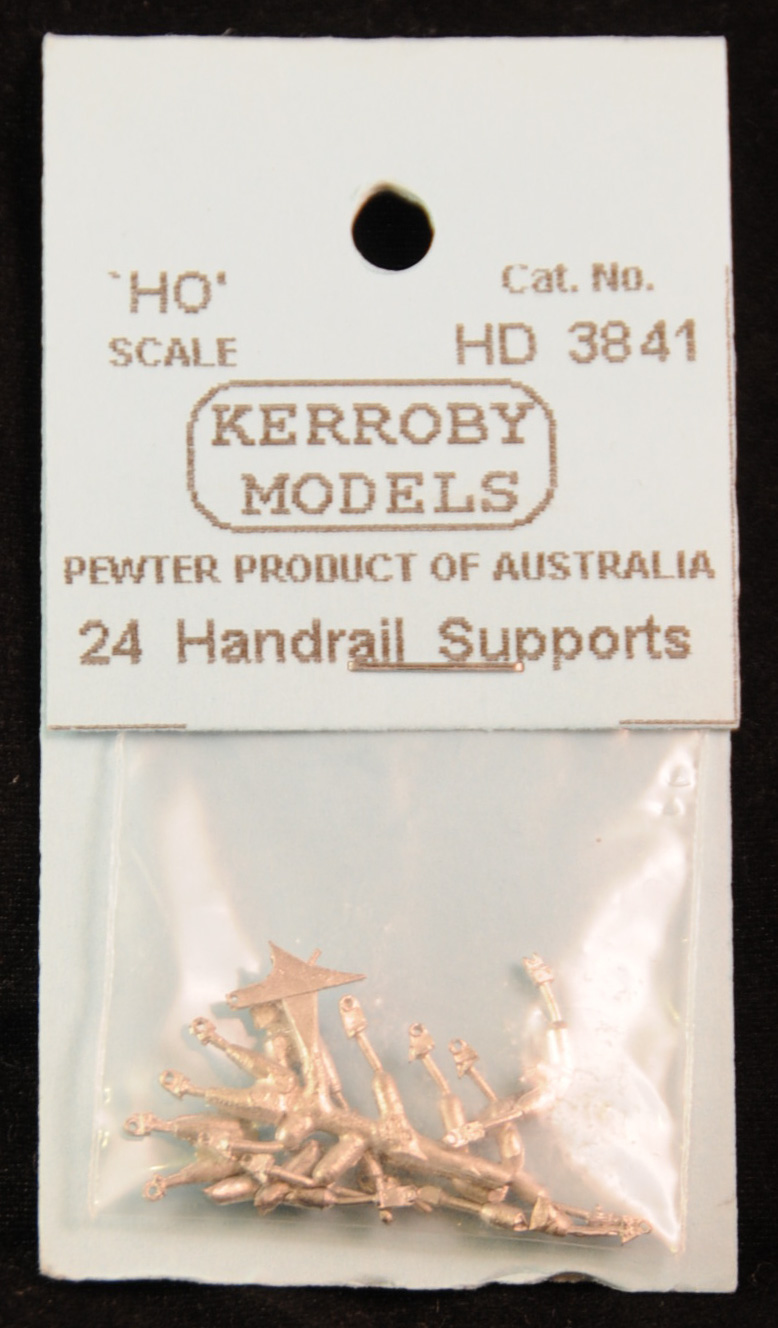 `HO'
SCALE
Cat. No.
HD 3841
KERROBY
MODELS
PEWTER PRODUCT OF AUSTRALIA
24 Handrail Supports